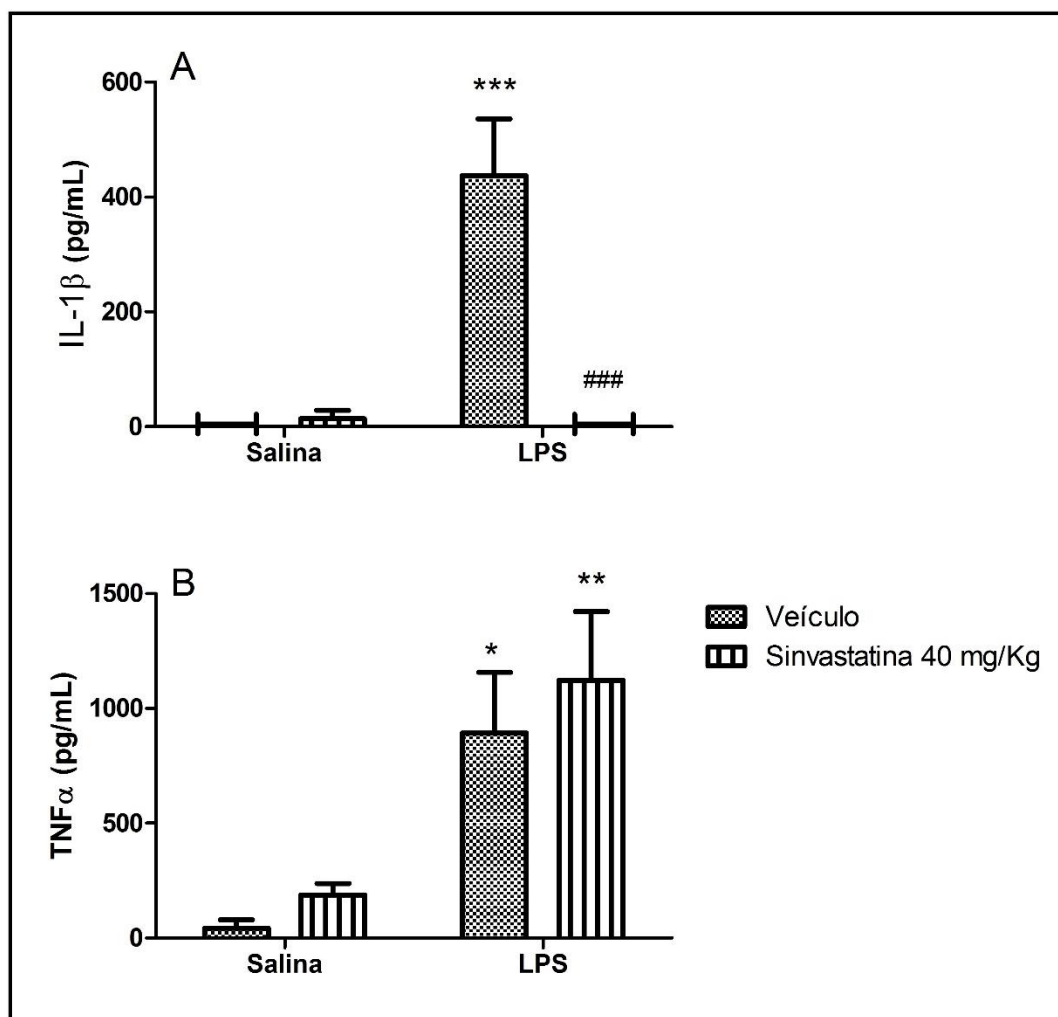 A
600
400
200
0
IL-1β (pg/mL)
***
###
Salina LPS
B
1500
1000
500
0
TNFα (pg/mL)
*
**
Salina LPS
Veículo
Sinvastatina 40 mg/Kg